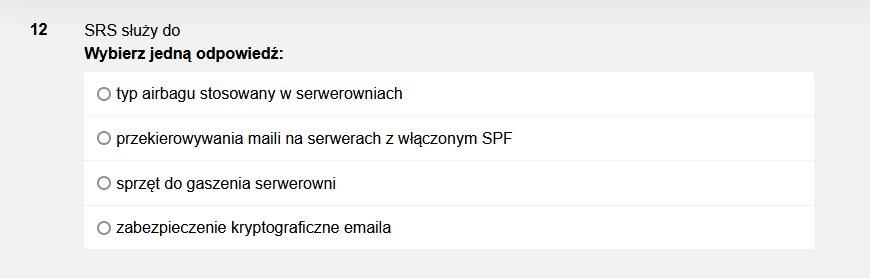 12 SRS służy do
Wybierz jedną odpowiedź:
typ airbagu stosowany w serwerowniach
przekierowywania maili na serwerach z włączonym SPF
sprzęt do gaszenia serwerowni
zabezpieczenie kryptograficzne emaila